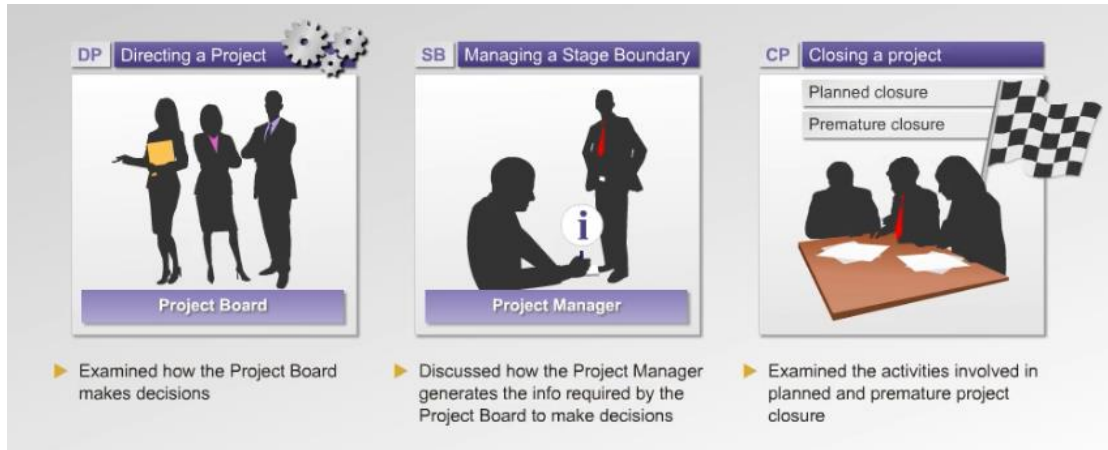 DP Directing a Project
Project Board
Examined how the Project Board
makes decisions
SB Managing a Stage Boundary
i
Project Manager
Discussed how the Project Manager
generates the info required by the
Project Board to make decisions
CP Closing a project
Planned closure
Premature closure
Examined the activities involved in
planned and premature project
closure